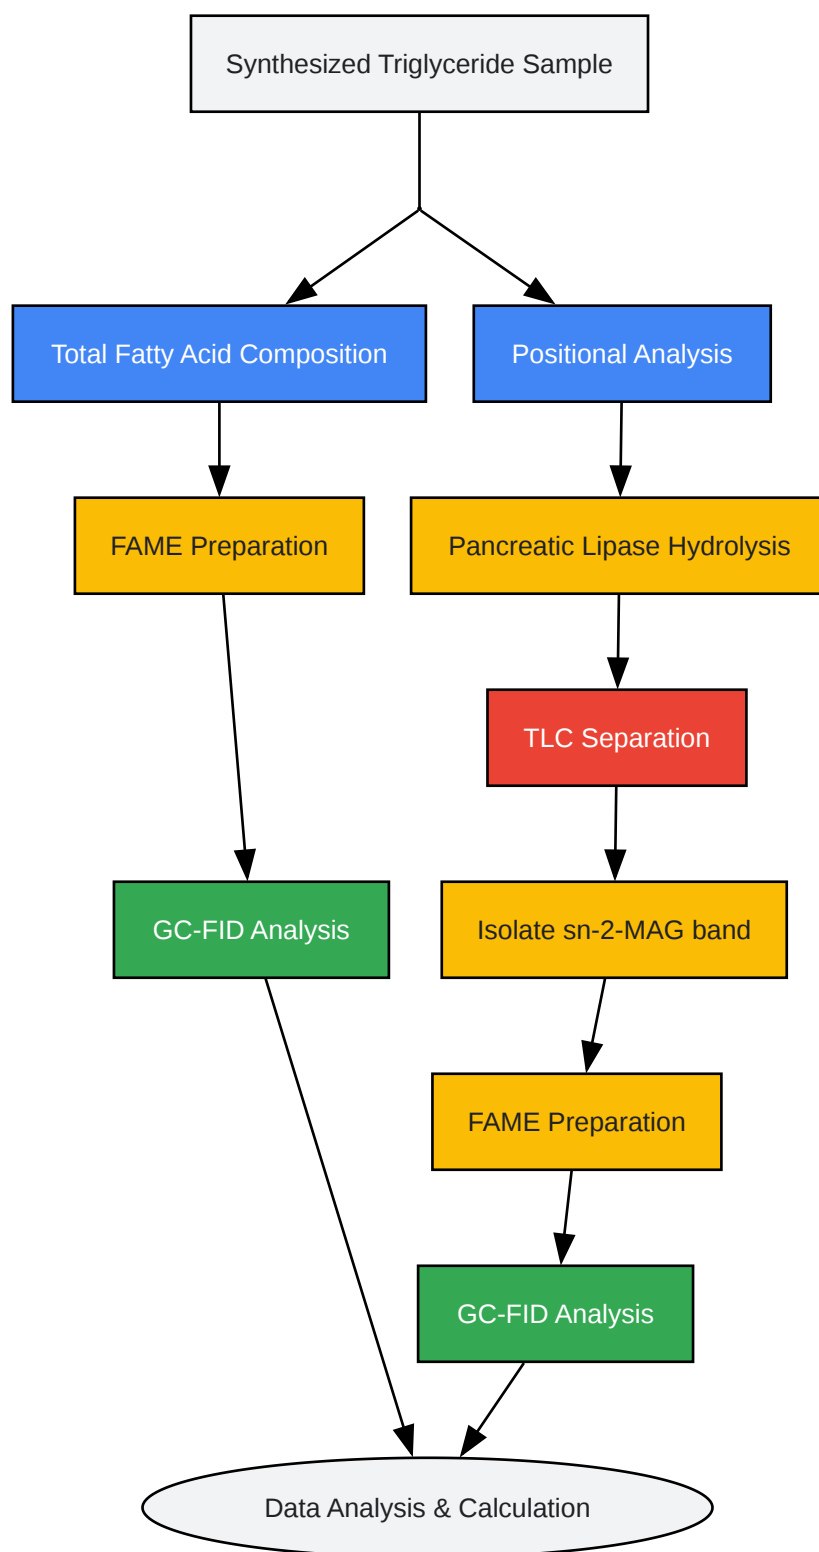 Synthesized Triglyceride Sample
Total Fatty Acid Composition
Positional Analysis
FAME Preparation
Pancreatic Lipase Hydrolysis
TLC Separation
GC-FID Analysis
Isolate sn-2-MAG band
FAME Preparation
GC-FID Analysis
Data Analysis & Calculation